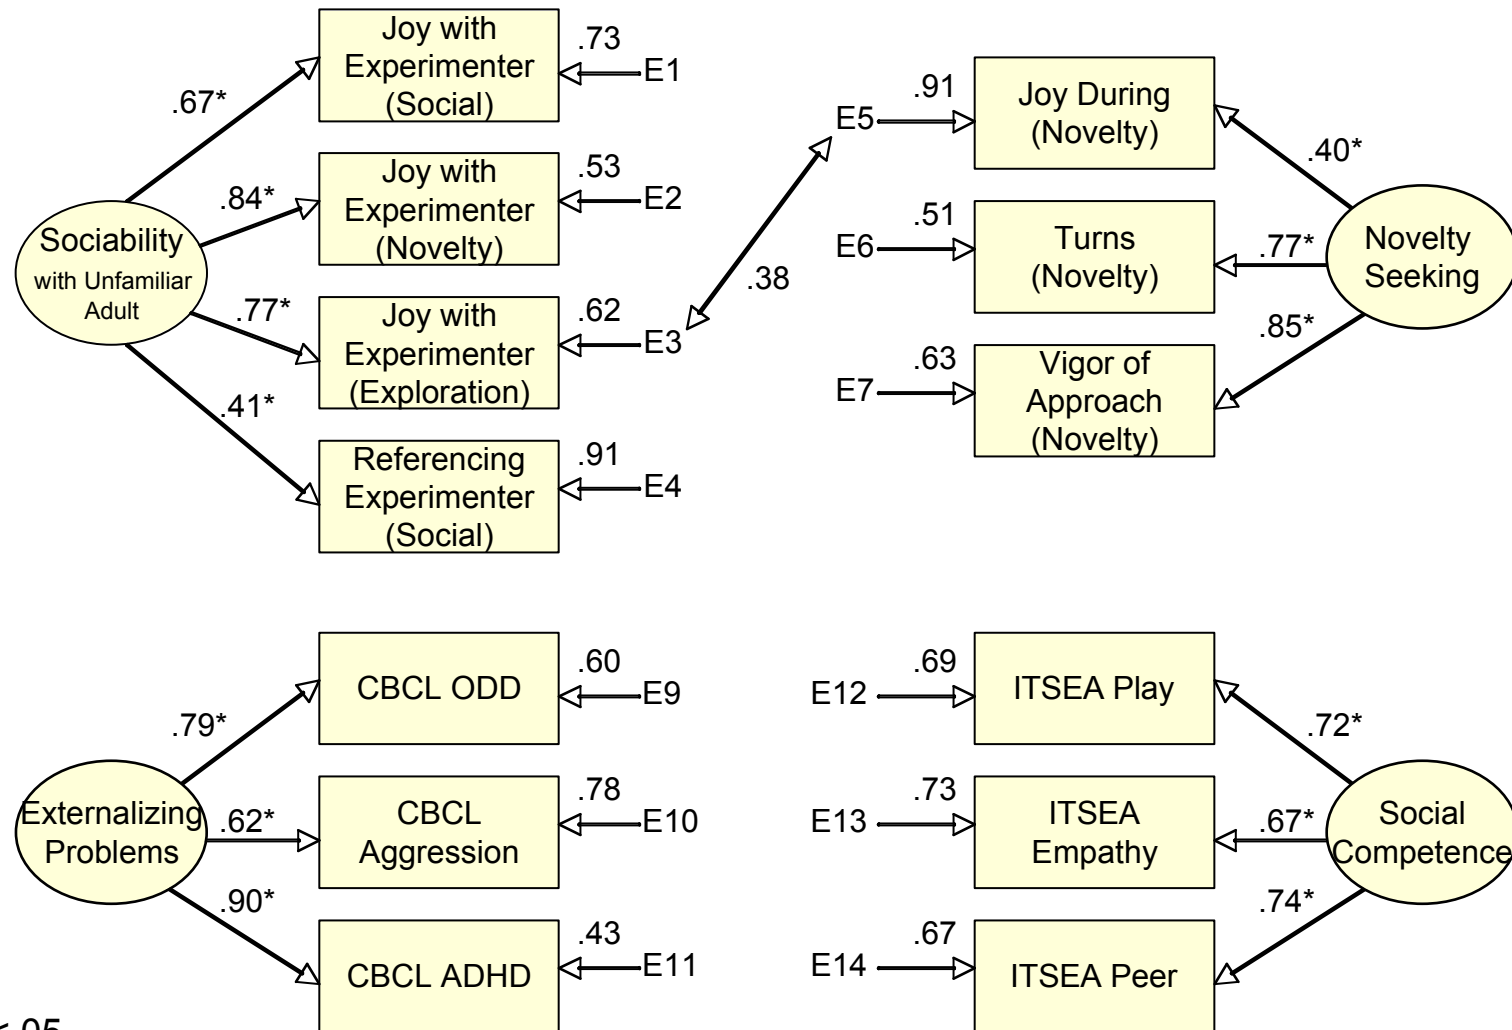 Joy with
Experimenter
(Social)
.73
E1
.67*
Joy with
Experimenter
(Novelty)
.53
E2
.84*
Sociability
with Unfamiliar
Adult
.77*
Joy with
Experimenter
(Exploration)
.62
E3
.41*
Referencing
Experimenter
(Social)
.91
E4
.38
E5
.91
Joy During
(Novelty)
.40*
E6
.51
Turns
(Novelty)
.77*
Novelty
Seeking
E7
.63
Vigor of
Approach
(Novelty)
.85*
CBCL ODD
.60
E9
.79*
Externalizing
Problems
.62*
CBCL
Aggression
.78
E10
.90*
CBCL ADHD
.43
E11
E12
.69
ITSEA Play
.72*
E13
.73
ITSEA
Empathy
.67*
Social
Competence
E14
.67
ITSEA Peer
.74*
< .05